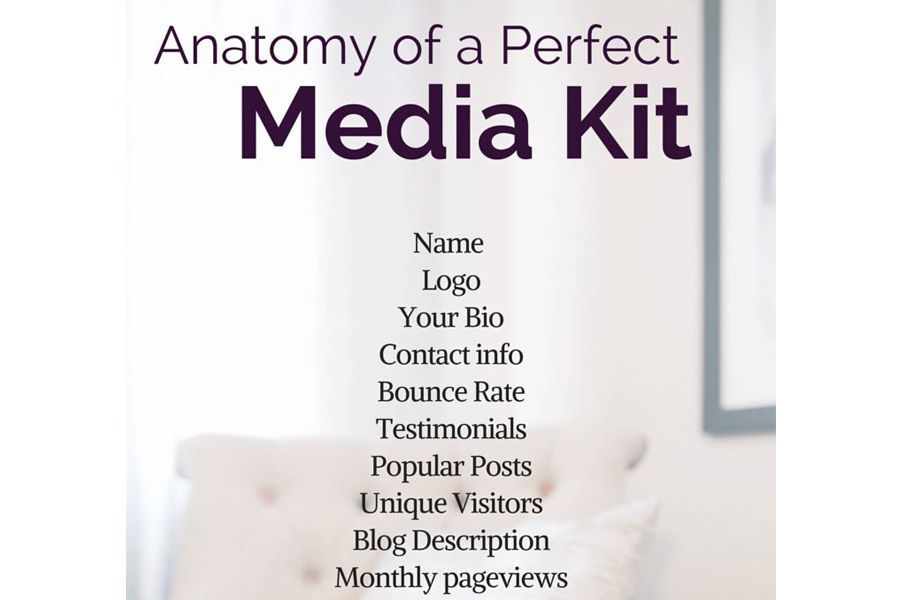 Anatomy of a Perfect
Media Kit
Name
Logo
Your Bio
Contact info
Bounce Rate
Testimonials
Popular Posts
Unique Visitors
Blog Description
Monthly pageviews